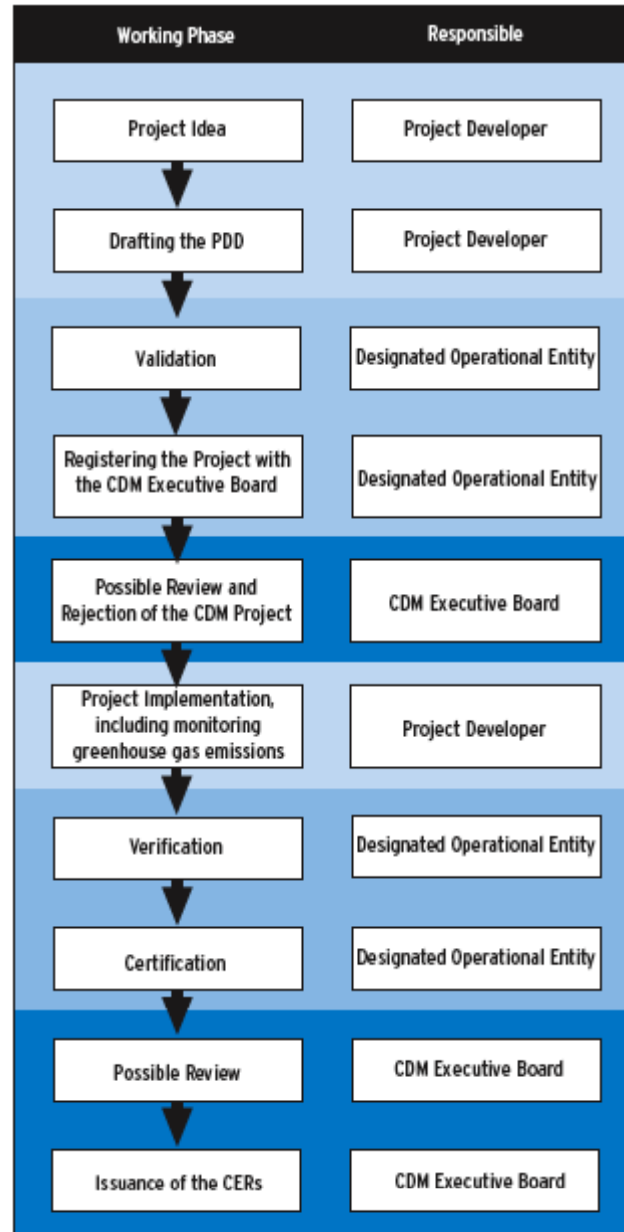 Working Phase
Responsible
Project Idea
Project Developer
Drafting the PDD
Project Developer
Validation
Designated Operational Entity
Registering the Project with
the CDM Executive Board
Designated Operational Entity
Possible Review and
Rejection of the CDM Project
CDM Executive Board
Project Implementation,
including monitoring
greenhouse gas emissions
Project Developer
Verification
Designated Operational Entity
Certification
Designated Operational Entity
Possible Review
CDM Executive Board
Issuance of the CERs
CDM Executive Board